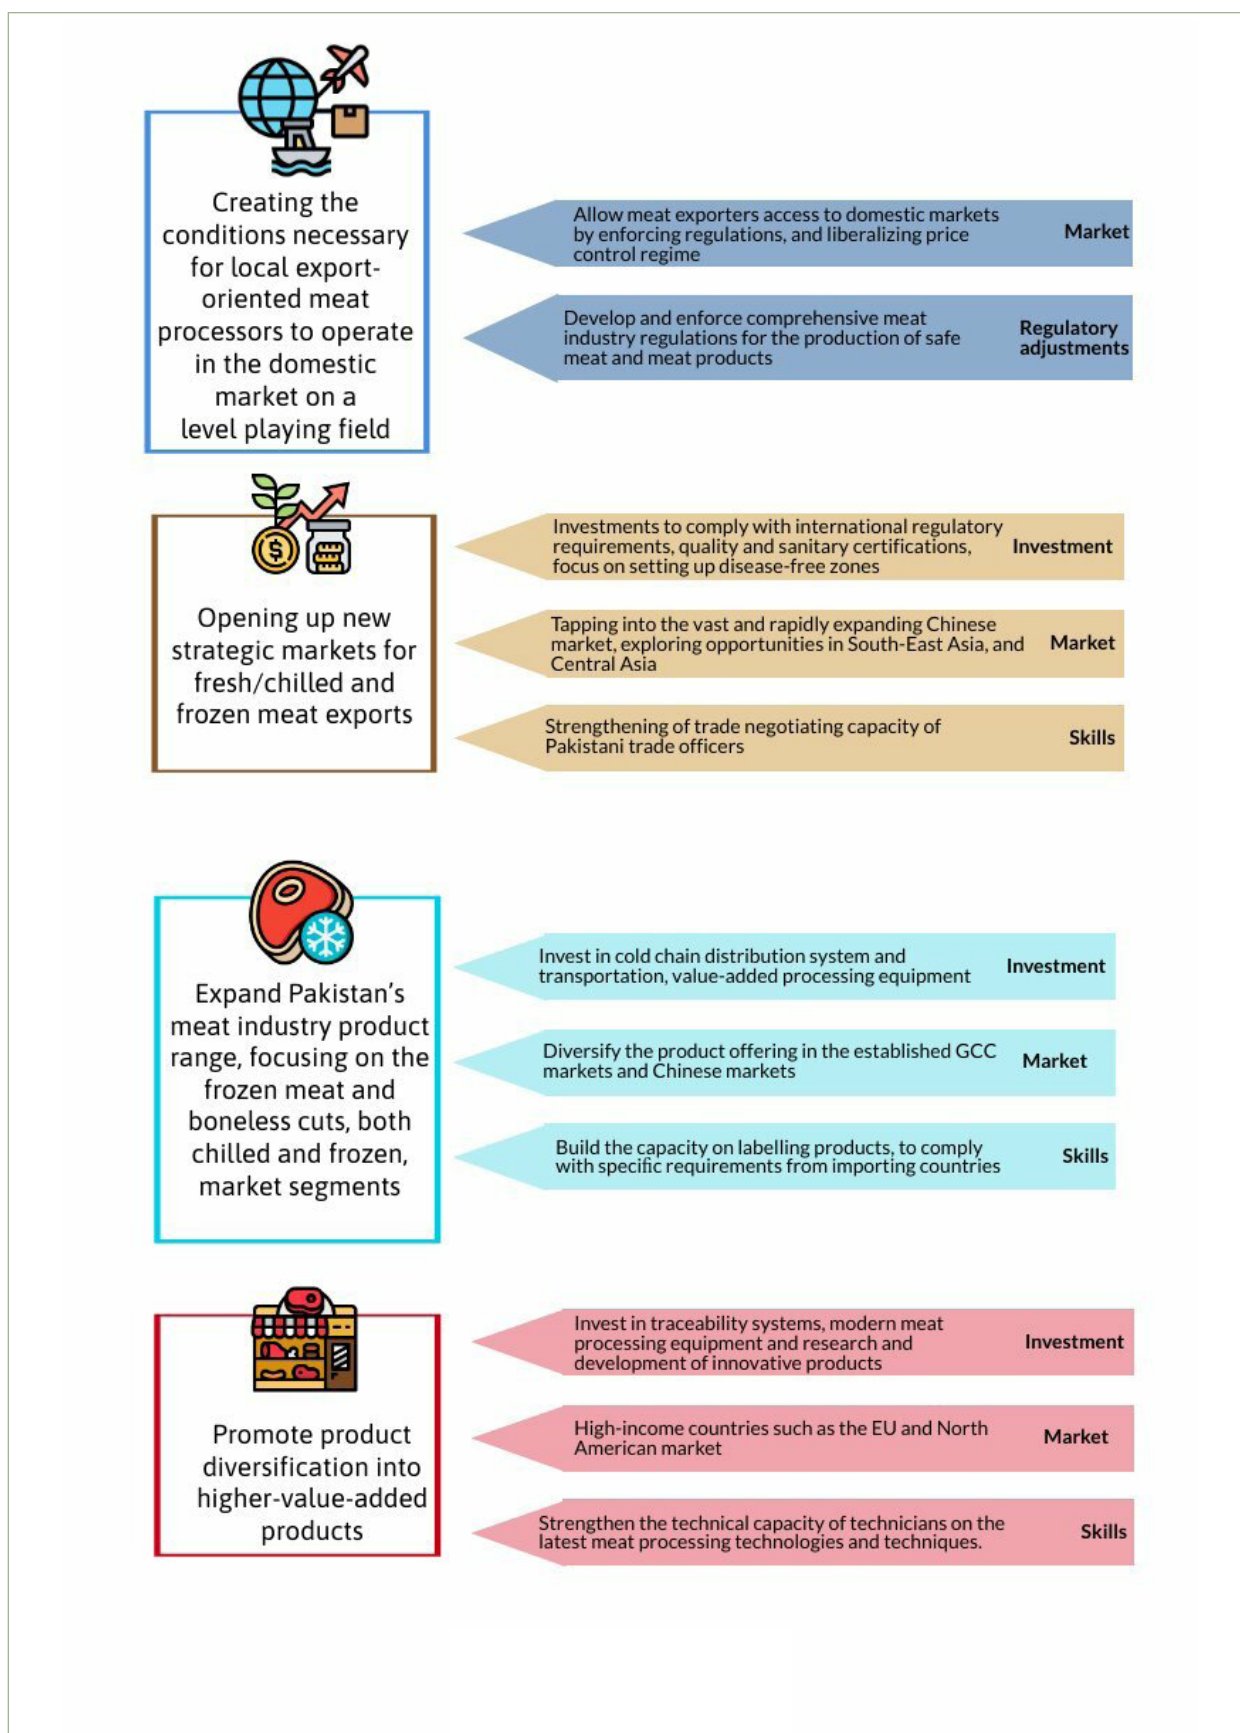 Creating the
conditions necessary
for local export-
oriented meat
processors to operate
in the domestic
market on a
level playing field
Allow meat exporters access to domestic markets
by enforcing regulations, and liberalizing price
control regime
Market
Develop and enforce comprehensive meat
industry regulations for the production of safe
meat and meat products
Regulatory
adjustments
Opening up new
strategic markets for
fresh/chilled and
frozen meat exports
Investments to comply with international regulatory
requirements, quality and sanitary certifications,
focus on setting up disease-free zones
Investment
Tapping into the vast and rapidly expanding Chinese
market, exploring opportunities in South-East Asia, and
Central Asia
Market
Strengthening of trade negotiating capacity of
Pakistani trade officers
Skills
Expand Pakistan's
meat industry product
range, focusing on the
frozen meat and
boneless cuts, both
chilled and frozen,
market segments
Invest in cold chain distribution system and
transportation, value-added processing equipment
Investment
Diversify the product offering in the established GCC
markets and Chinese markets
Market
Build the capacity on labelling products, to comply
with specific requirements from importing countries
Skills
Promote product
diversification into
higher-value-added
products
Invest in traceability systems, modern meat
processing equipment and research and
development of innovative products
Investment
High-income countries such as the EU and North
American market
Market
Strengthen the technical capacity of technicians on the
latest meat processing technologies and techniques.
Skills